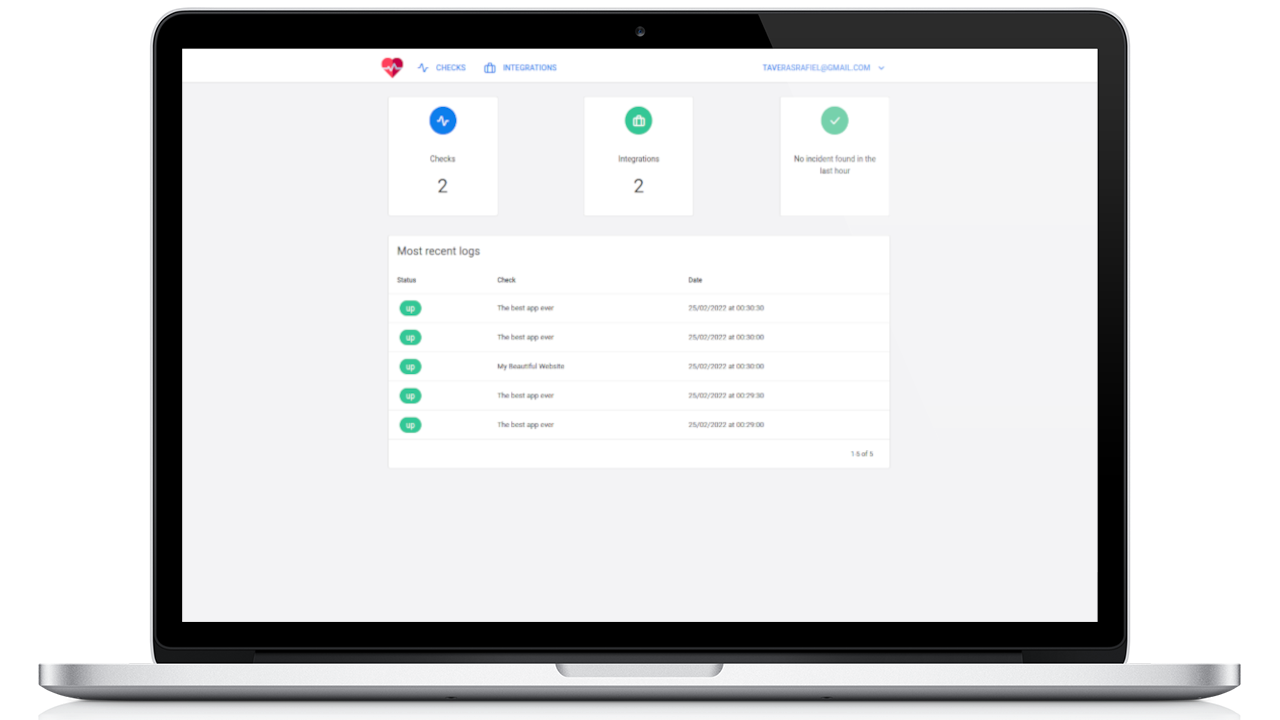 CHECKS INTEGRATIONS TAVERASRAFIEL@GMAIL.COM
Checks
2
Integrations
2
No incident found in the
last hour
Most recent logs
Status Check Date
up The best app ever 25/02/2022 at 00:30:30
up The best app ever 25/02/2022 at 00:30:00
up My Beautiful Website 25/02/2022 at 00:30:00
up The best app ever 25/02/2022 at 00:29:30
up The best app ever 25/02/2022 at 00:29:00
1-5 of 5